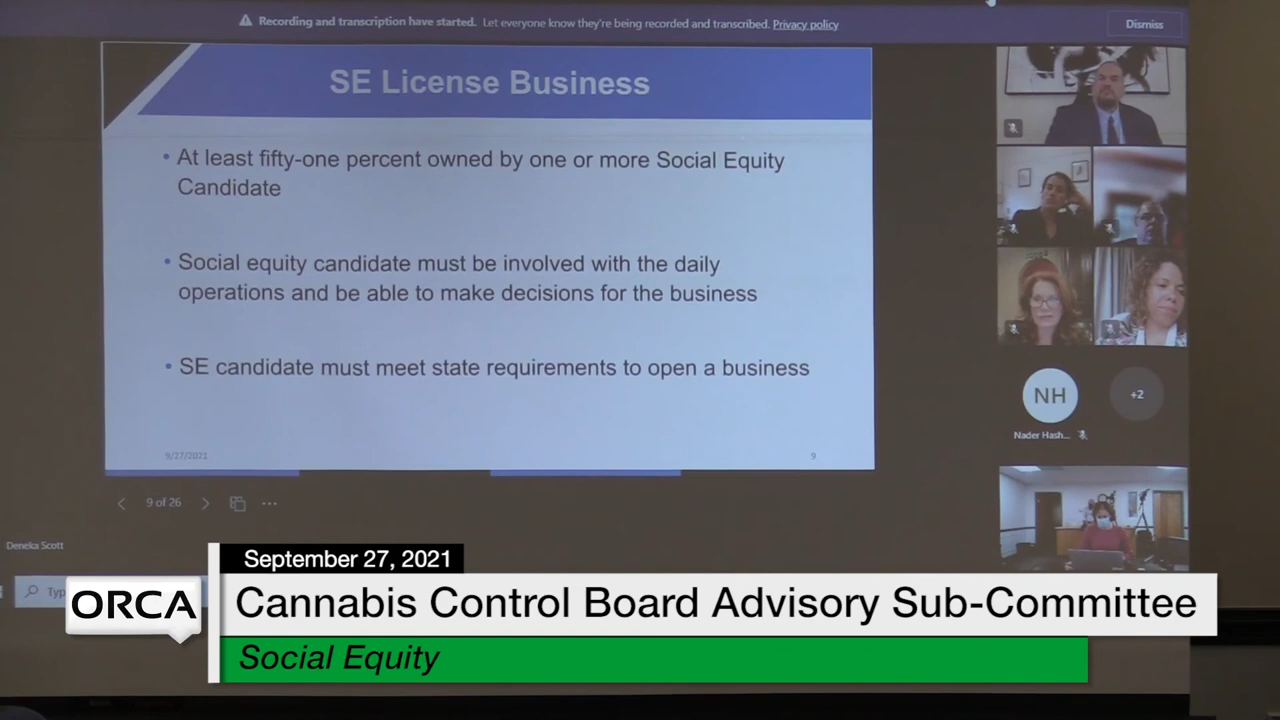 Recording and transcription have started. Let everyone know they're being recorded and transcribed. Privacy policy
Dismiss
SE License Business
• At least fifty-one percent owned by one or more Social Equity
Candidate
• Social equity candidate must be involved with the daily
operations and be able to make decisions for the business
• SE candidate must meet state requirements to open a business
9/27/2021
9
NH
+2
Nader Hash...
9 of 26
Deneka Scott
Typ
September 27, 2021
ORCA
Cannabis Control Board Advisory Sub-Committee
Social Equity